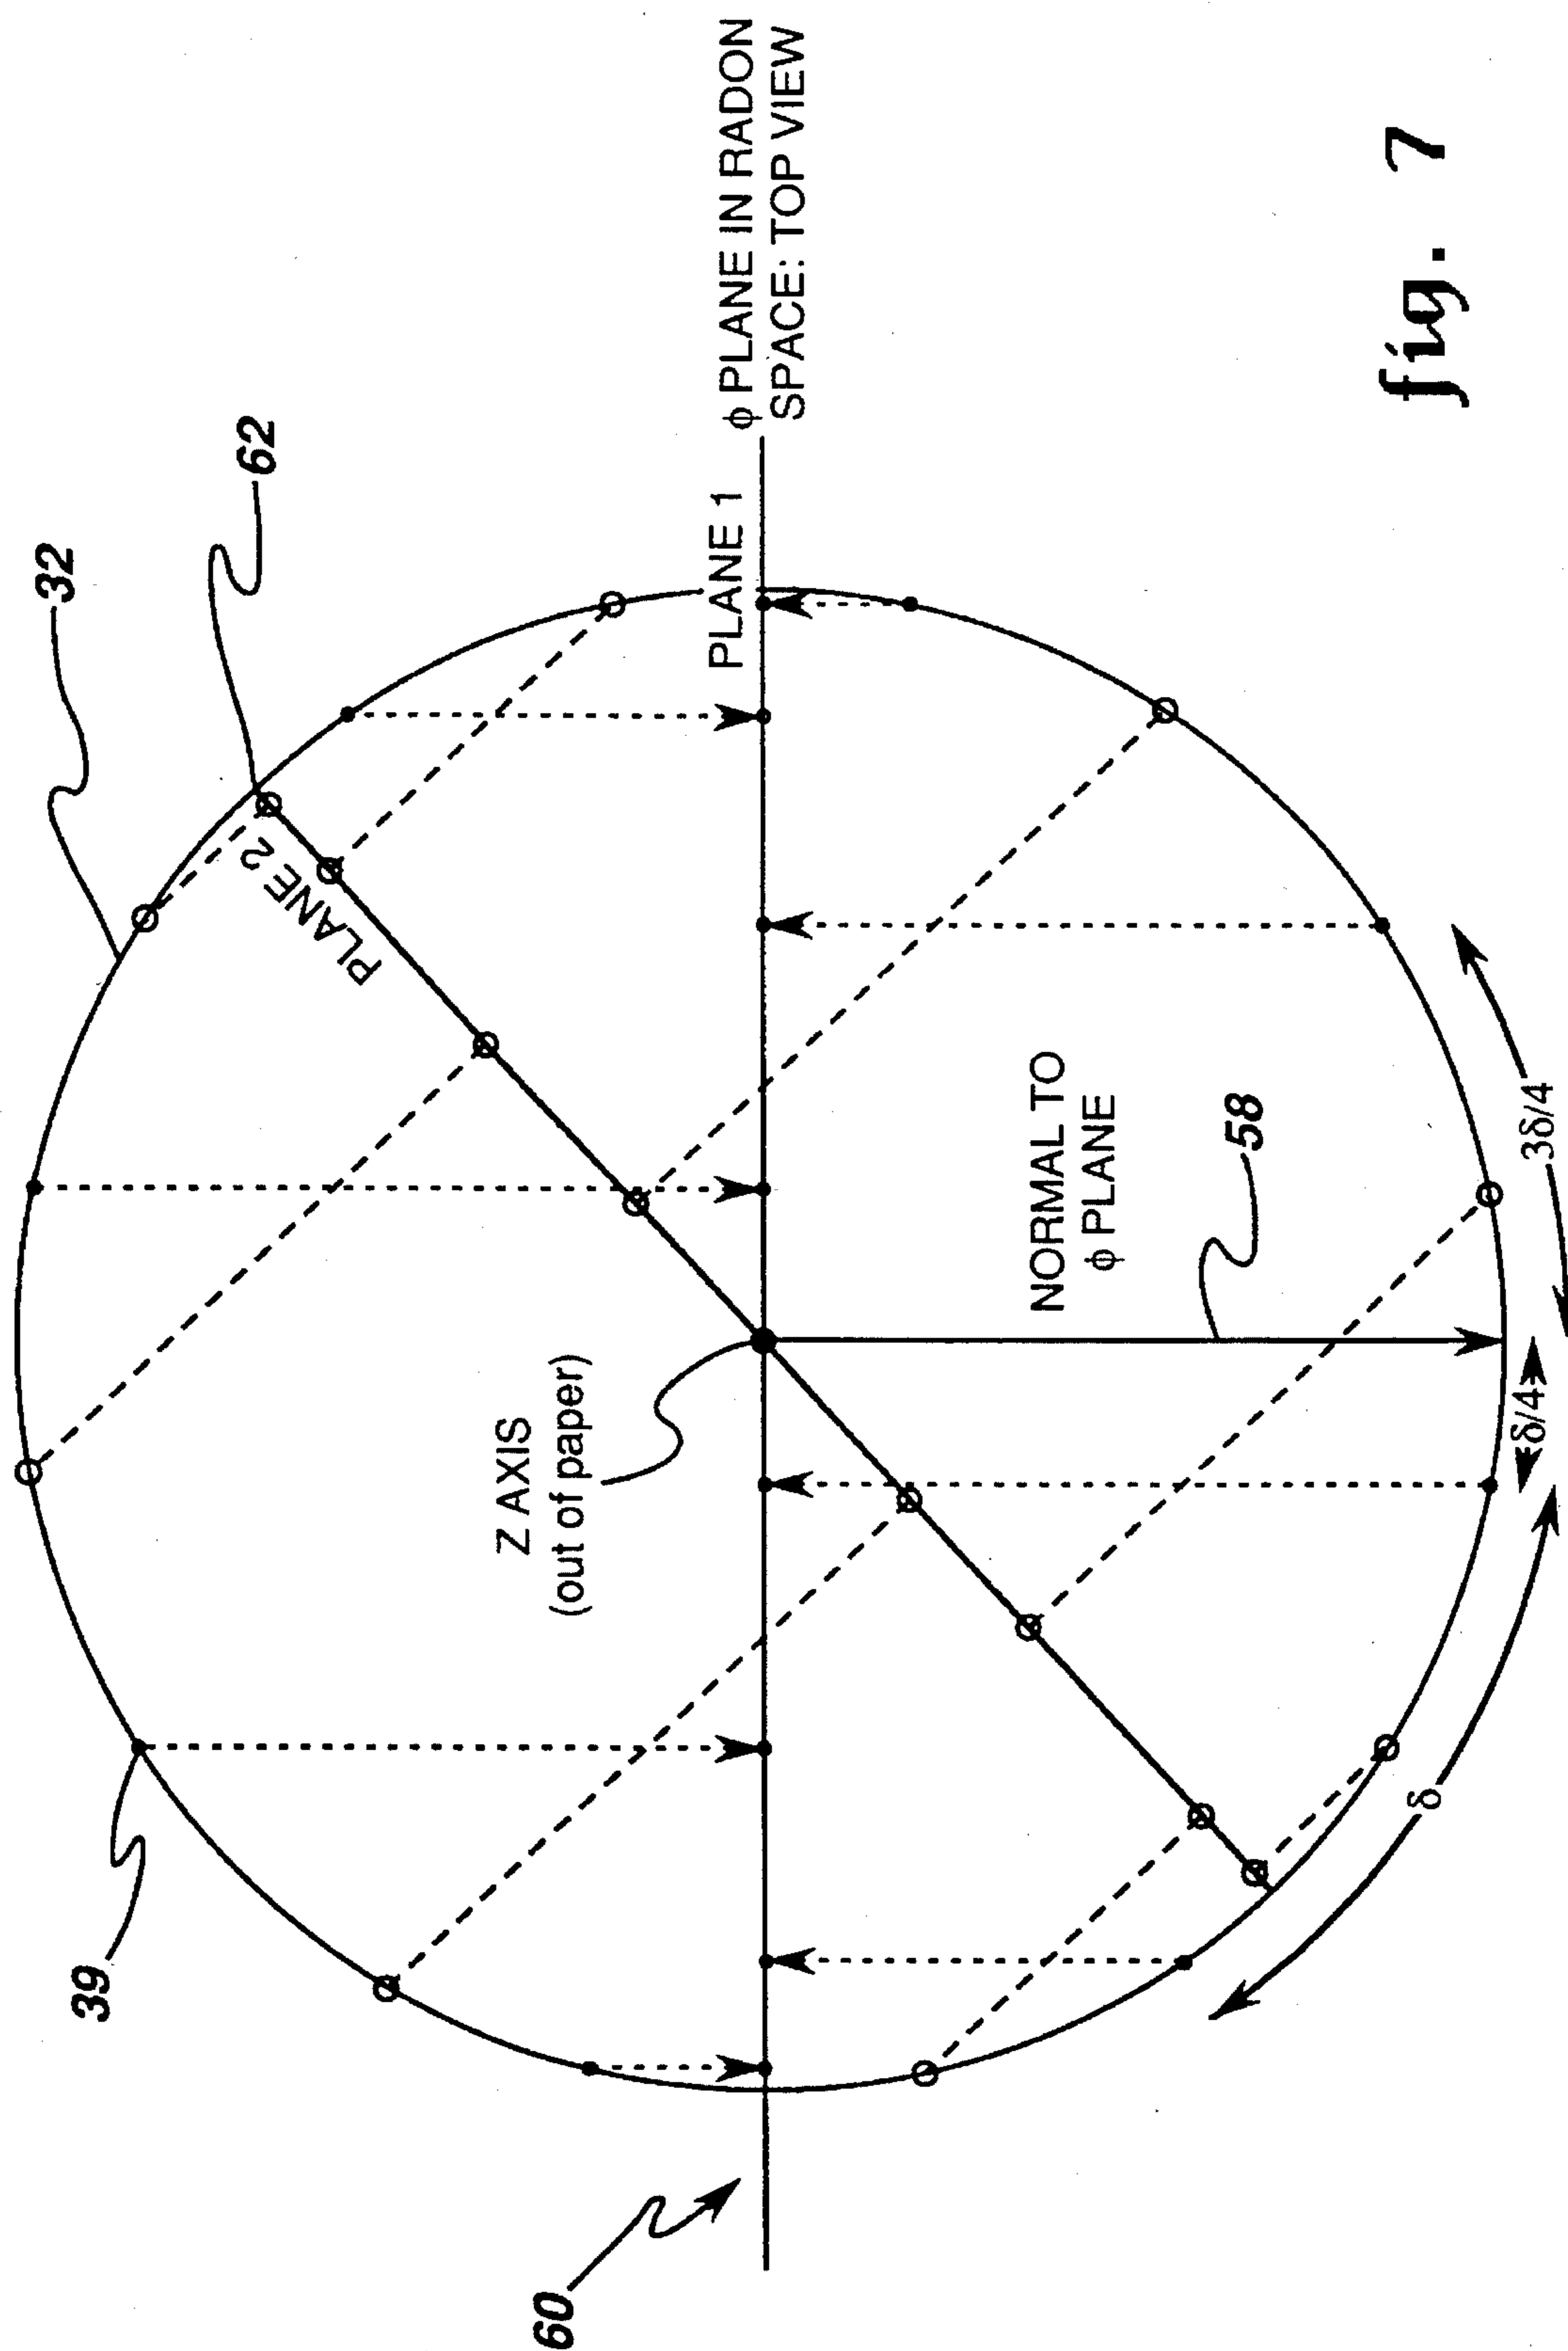 32
62
39
60
58
PLANE 2
PLANE 1
ϕ PLANE IN RADON
SPACE: TOP VIEW
Z AXIS
(out of paper)
NORMAL TO
ϕ PLANE
δ
δ/4
3δ/4
fig. 7